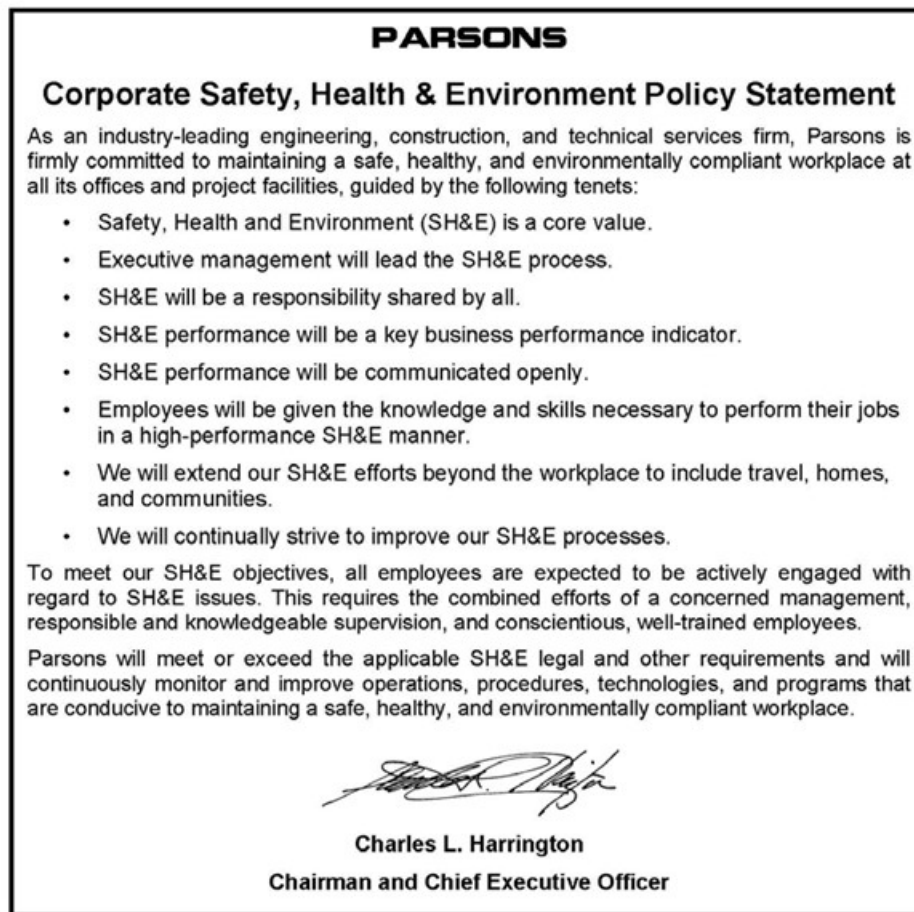 PARSONS
Corporate Safety, Health & Environment Policy Statement
As an industry-leading engineering, construction, and technical services firm, Parsons is
firmly committed to maintaining a safe, healthy, and environmentally compliant workplace at
all its offices and project facilities, guided by the following tenets:
• Safety, Health and Environment (SH&E) is a core value.
• Executive management will lead the SH&E process.
• SH&E will be a responsibility shared by all.
• SH&E performance will be a key business performance indicator.
• SH&E performance will be communicated openly.
• Employees will be given the knowledge and skills necessary to perform their jobs
in a high-performance SH&E manner.
• We will extend our SH&E efforts beyond the workplace to include travel, homes,
and communities.
• We will continually strive to improve our SH&E processes.
To meet our SH&E objectives, all employees are expected to be actively engaged with
regard to SH&E issues. This requires the combined efforts of a concerned management,
responsible and knowledgeable supervision, and conscientious, well-trained employees.
Parsons will meet or exceed the applicable SH&E legal and other requirements and will
continuously monitor and improve operations, procedures, technologies, and programs that
are conducive to maintaining a safe, healthy, and environmentally compliant workplace.
Charles L. Harrington
Chairman and Chief Executive Officer